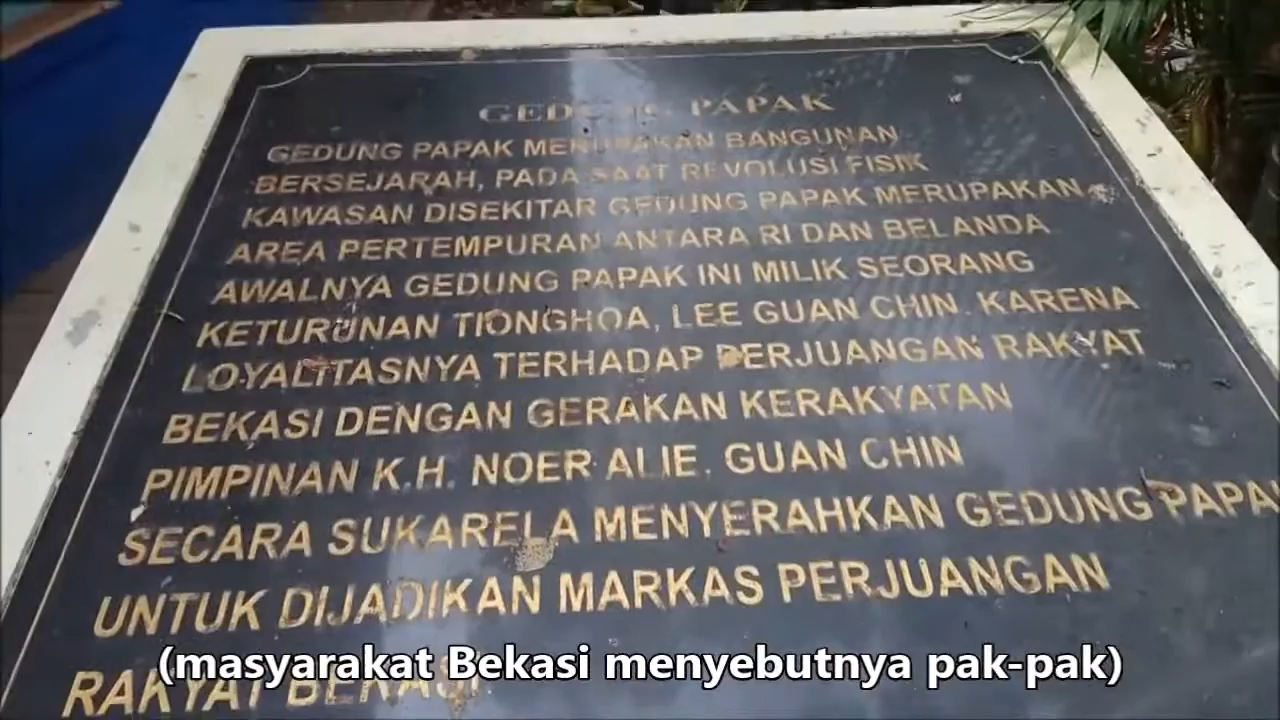 GEDUNG PAPAK
GEDUNG PAPAK MERUPAKAN BANGUNAN
BERSEJARAH, PADA SAAT REVOLUSI FISIK
KAWASAN DISEKITAR GEDUNG PAPAK MERUPAKAN
AREA PERTEMPURAN ANTARA RI DAN BELANDA
AWALNYA GEDUNG PAPAK INI MILIK SEORANG
KETURUNAN TIONGHOA, LEE GUAN CHIN. KARENA
LOYALITASNYA TERHADAP PERJUANGAN RAKYAT
BEKASI DENGAN GERAKAN KERAKYATAN
PIMPINAN K.H. NOER ALIE. GUAN CHIN
SECARA SUKARELA MENYERAHKAN GEDUNG PAPAK
UNTUK DIJADIKAN MARKAS PERJUANGAN
RAKYAT BEKASI.
(masyarakat Bekasi menyebutnya pak-pak)